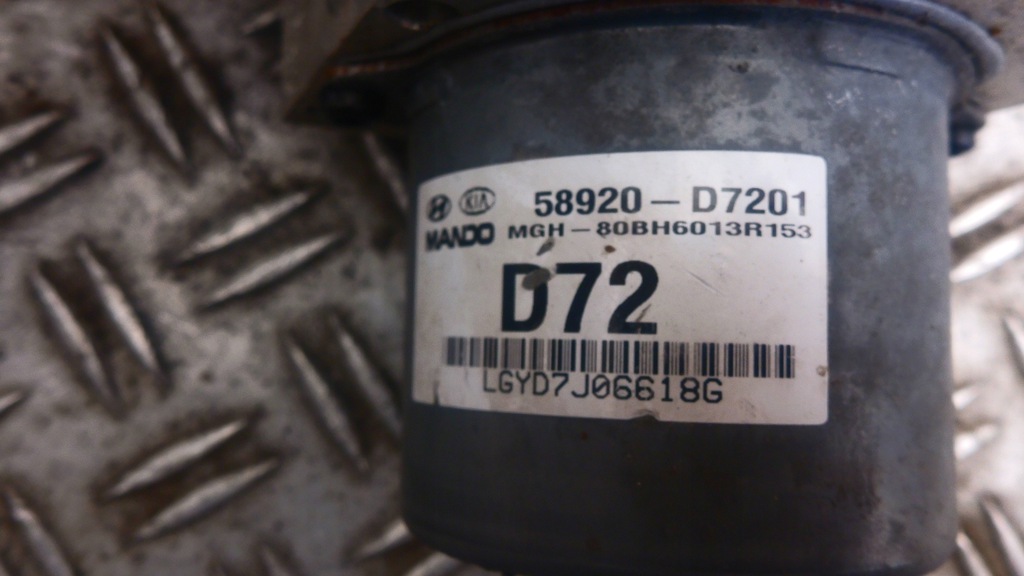 KIA 58920-D7201
MANDO MGH-80BH6013R153
D72
LGYD7J06618G